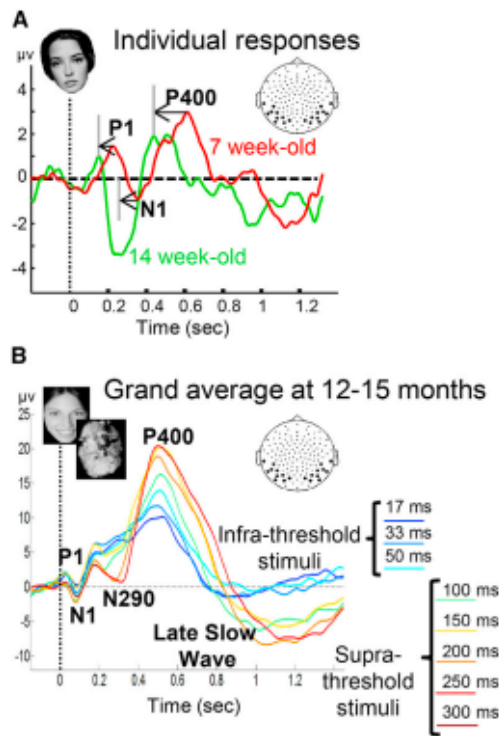 A
Individual responses
μv
4
2
0
-2
-4
P1
P400
N1
7 week-old
14 week-old
0 0.2 0.4 0.6 0.8 1 1.2
Time (sec)
B
Grand average at 12-15 months
μv
25
20
15
10
5
0
-5
-10
P400
P1
N1
N290
Late Slow
Wave
0 0.2 0.4 0.6 0.8 1 1.2 1.4
Time (sec)
Infra-threshold
stimuli
17 ms
33 ms
50 ms
Supra-
threshold
stimuli
100 ms
150 ms
200 ms
250 ms
300 ms